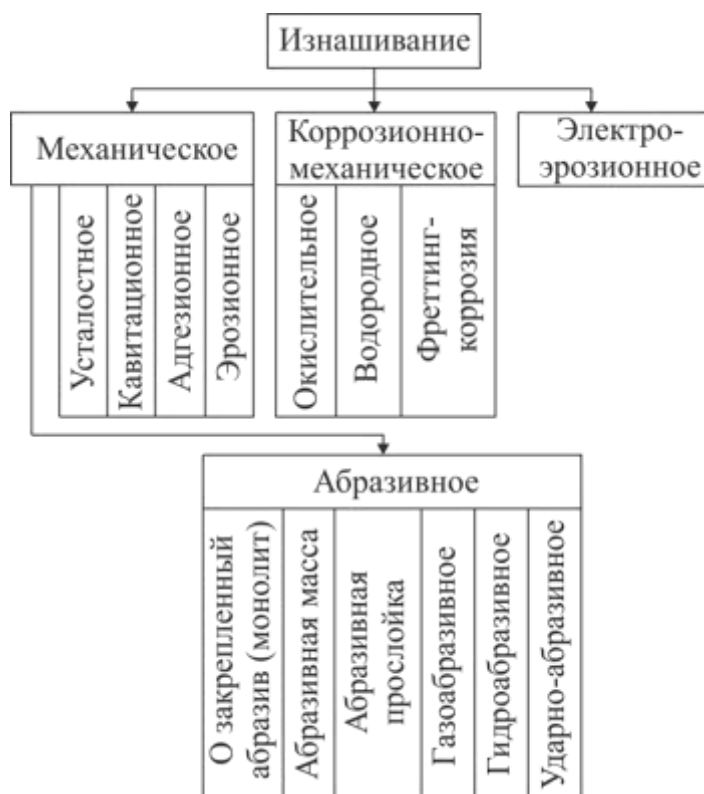 Изнашивание
Механическое
Коррозионно-
механическое
Электро-
эрозионное
Усталостное
Кавитационное
Адгезионное
Эрозионное
Окислительное
Водородное
Фреттинг-
коррозия
Абразивное
О закрепленный
абразив (монолит)
Абразивная масса
Абразивная
прослойка
Газоабразивное
Гидроабразивное
Ударно-абразивное